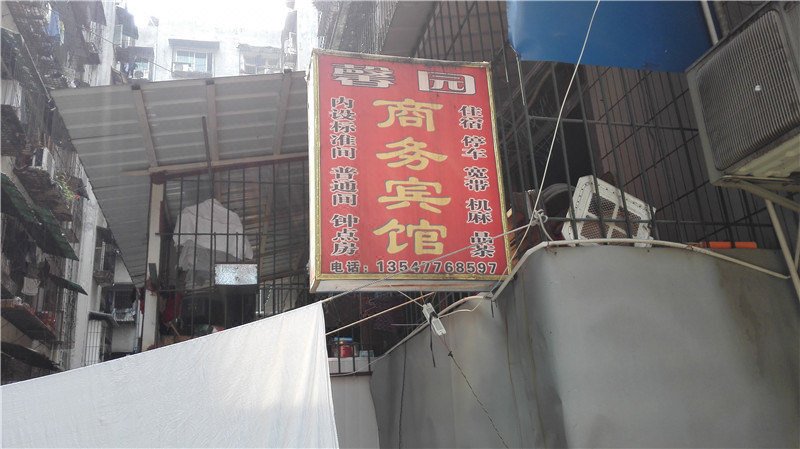 馨园
商务宾馆
住宿 停车 宽带 机麻 品茶
内设标准间 普通间 钟点房
电话：13547768597